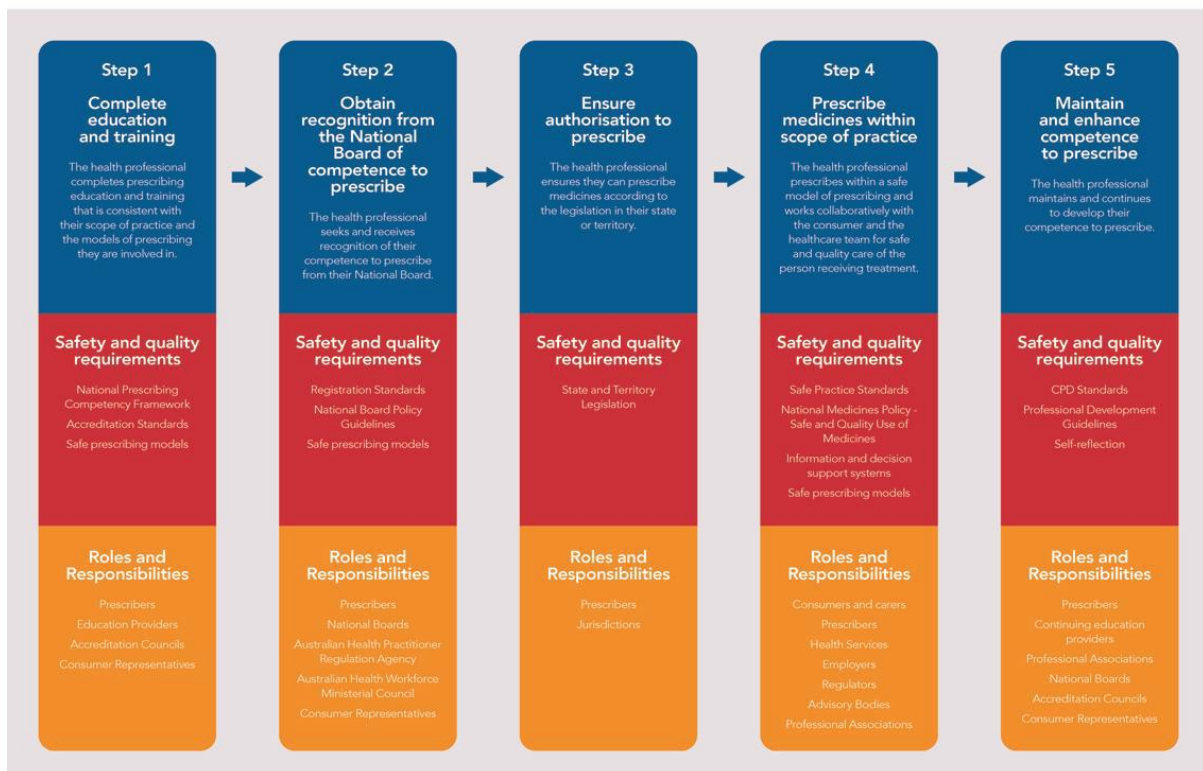 Step 1
Complete
education
and training
The health professional
completes prescribing
education and training
that is consistent with
their scope of practice and
the models of prescribing
they are involved in.
Safety and quality
requirements
National Prescribing
Competency Framework
Accreditation Standards
Safe prescribing models
Roles and
Responsibilities
Prescribers
Education Providers
Accreditation Councils
Consumer Representatives
Step 2
Obtain
recognition from
the National
Board of
competence to
prescribe
The health professional
seeks and receives
recognition of their
competence to prescribe
from their National Board.
Safety and quality
requirements
Registration Standards
National Board Policy
Guidelines
Safe prescribing models
Roles and
Responsibilities
Prescribers
National Boards
Australian Health Practitioner
Regulation Agency
Australian Health Workforce
Ministerial Council
Consumer Representatives
Step 3
Ensure
authorisation to
prescribe
The health professional
ensures they can prescribe
medicines according to
the legislation in their state
or territory.
Safety and quality
requirements
State and Territory
Legislation
Roles and
Responsibilities
Prescribers
Jurisdictions
Step 4
Prescribe
medicines within
scope of practice
The health professional
prescribes within a safe
model of prescribing and
works collaboratively with
the consumer and the
healthcare team for safe
and quality care of the
person receiving treatment.
Safety and quality
requirements
Safe Practice Standards
National Medicines Policy -
Safe and Quality Use of
Medicines
Information and decision
support systems
Safe prescribing models
Roles and
Responsibilities
Consumers and carers
Prescribers
Health Services
Employers
Regulators
Advisory Bodies
Professional Associations
Step 5
Maintain
and enhance
competence
to prescribe
The health professional
maintains and continues
to develop their
competence to prescribe.
Safety and quality
requirements
CPD Standards
Professional Development
Guidelines
Self-reflection
Roles and
Responsibilities
Prescribers
Continuing education
providers
Professional Associations
National Boards
Accreditation Councils
Consumer Representatives